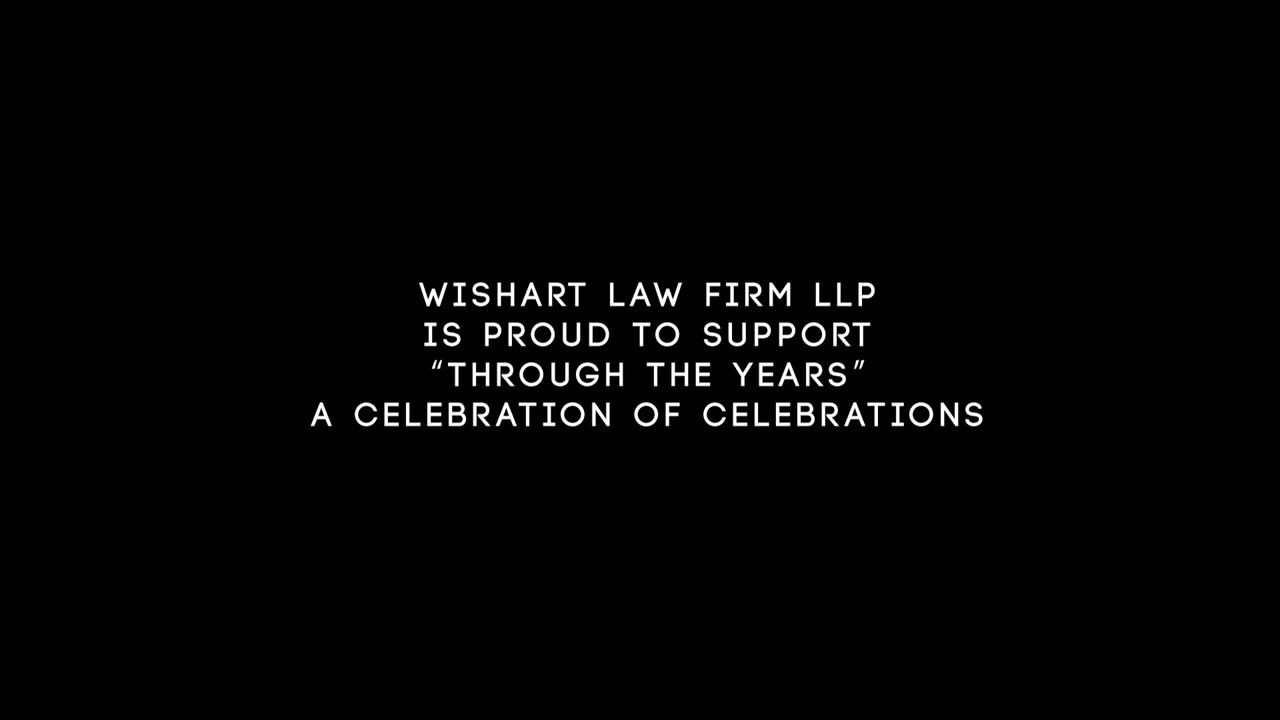 WISHART LAW FIRM LLP
IS PROUD TO SUPPORT
“THROUGH THE YEARS”
A CELEBRATION OF CELEBRATIONS